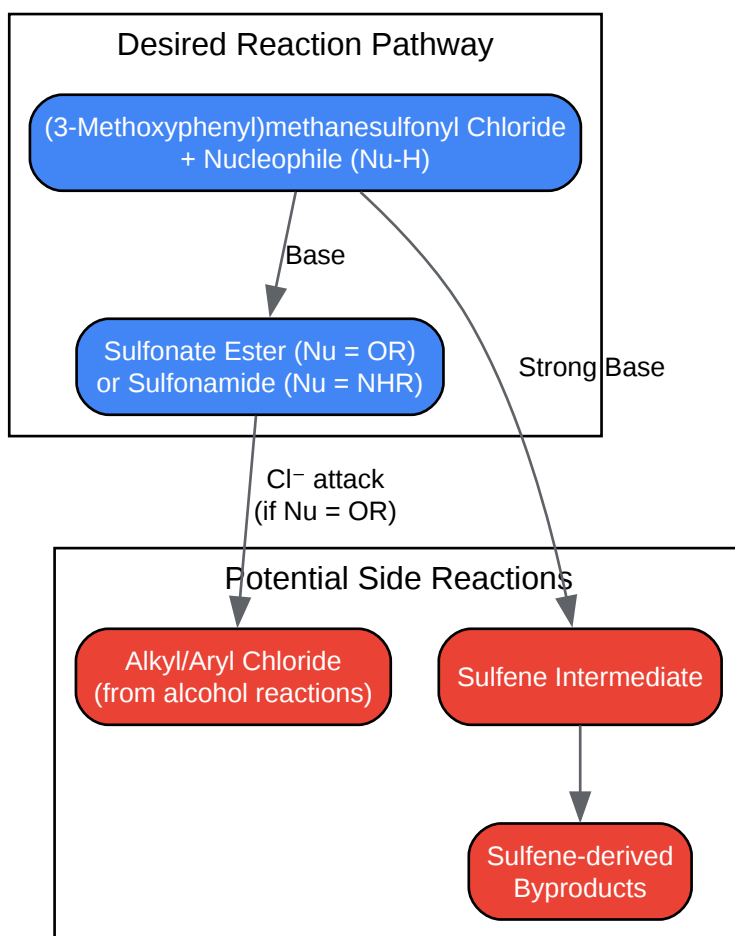 Desired Reaction Pathway
(3-Methoxyphenyl)methanesulfonyl Chloride
+ Nucleophile (Nu-H)
Base
Sulfonate Ester (Nu = OR)
or Sulfonamide (Nu = NHR)
Strong Base
Cl⁻ attack
(if Nu = OR)
Potential Side Reactions
Alkyl/Aryl Chloride
(from alcohol reactions)
Sulfene Intermediate
Sulfene-derived
Byproducts